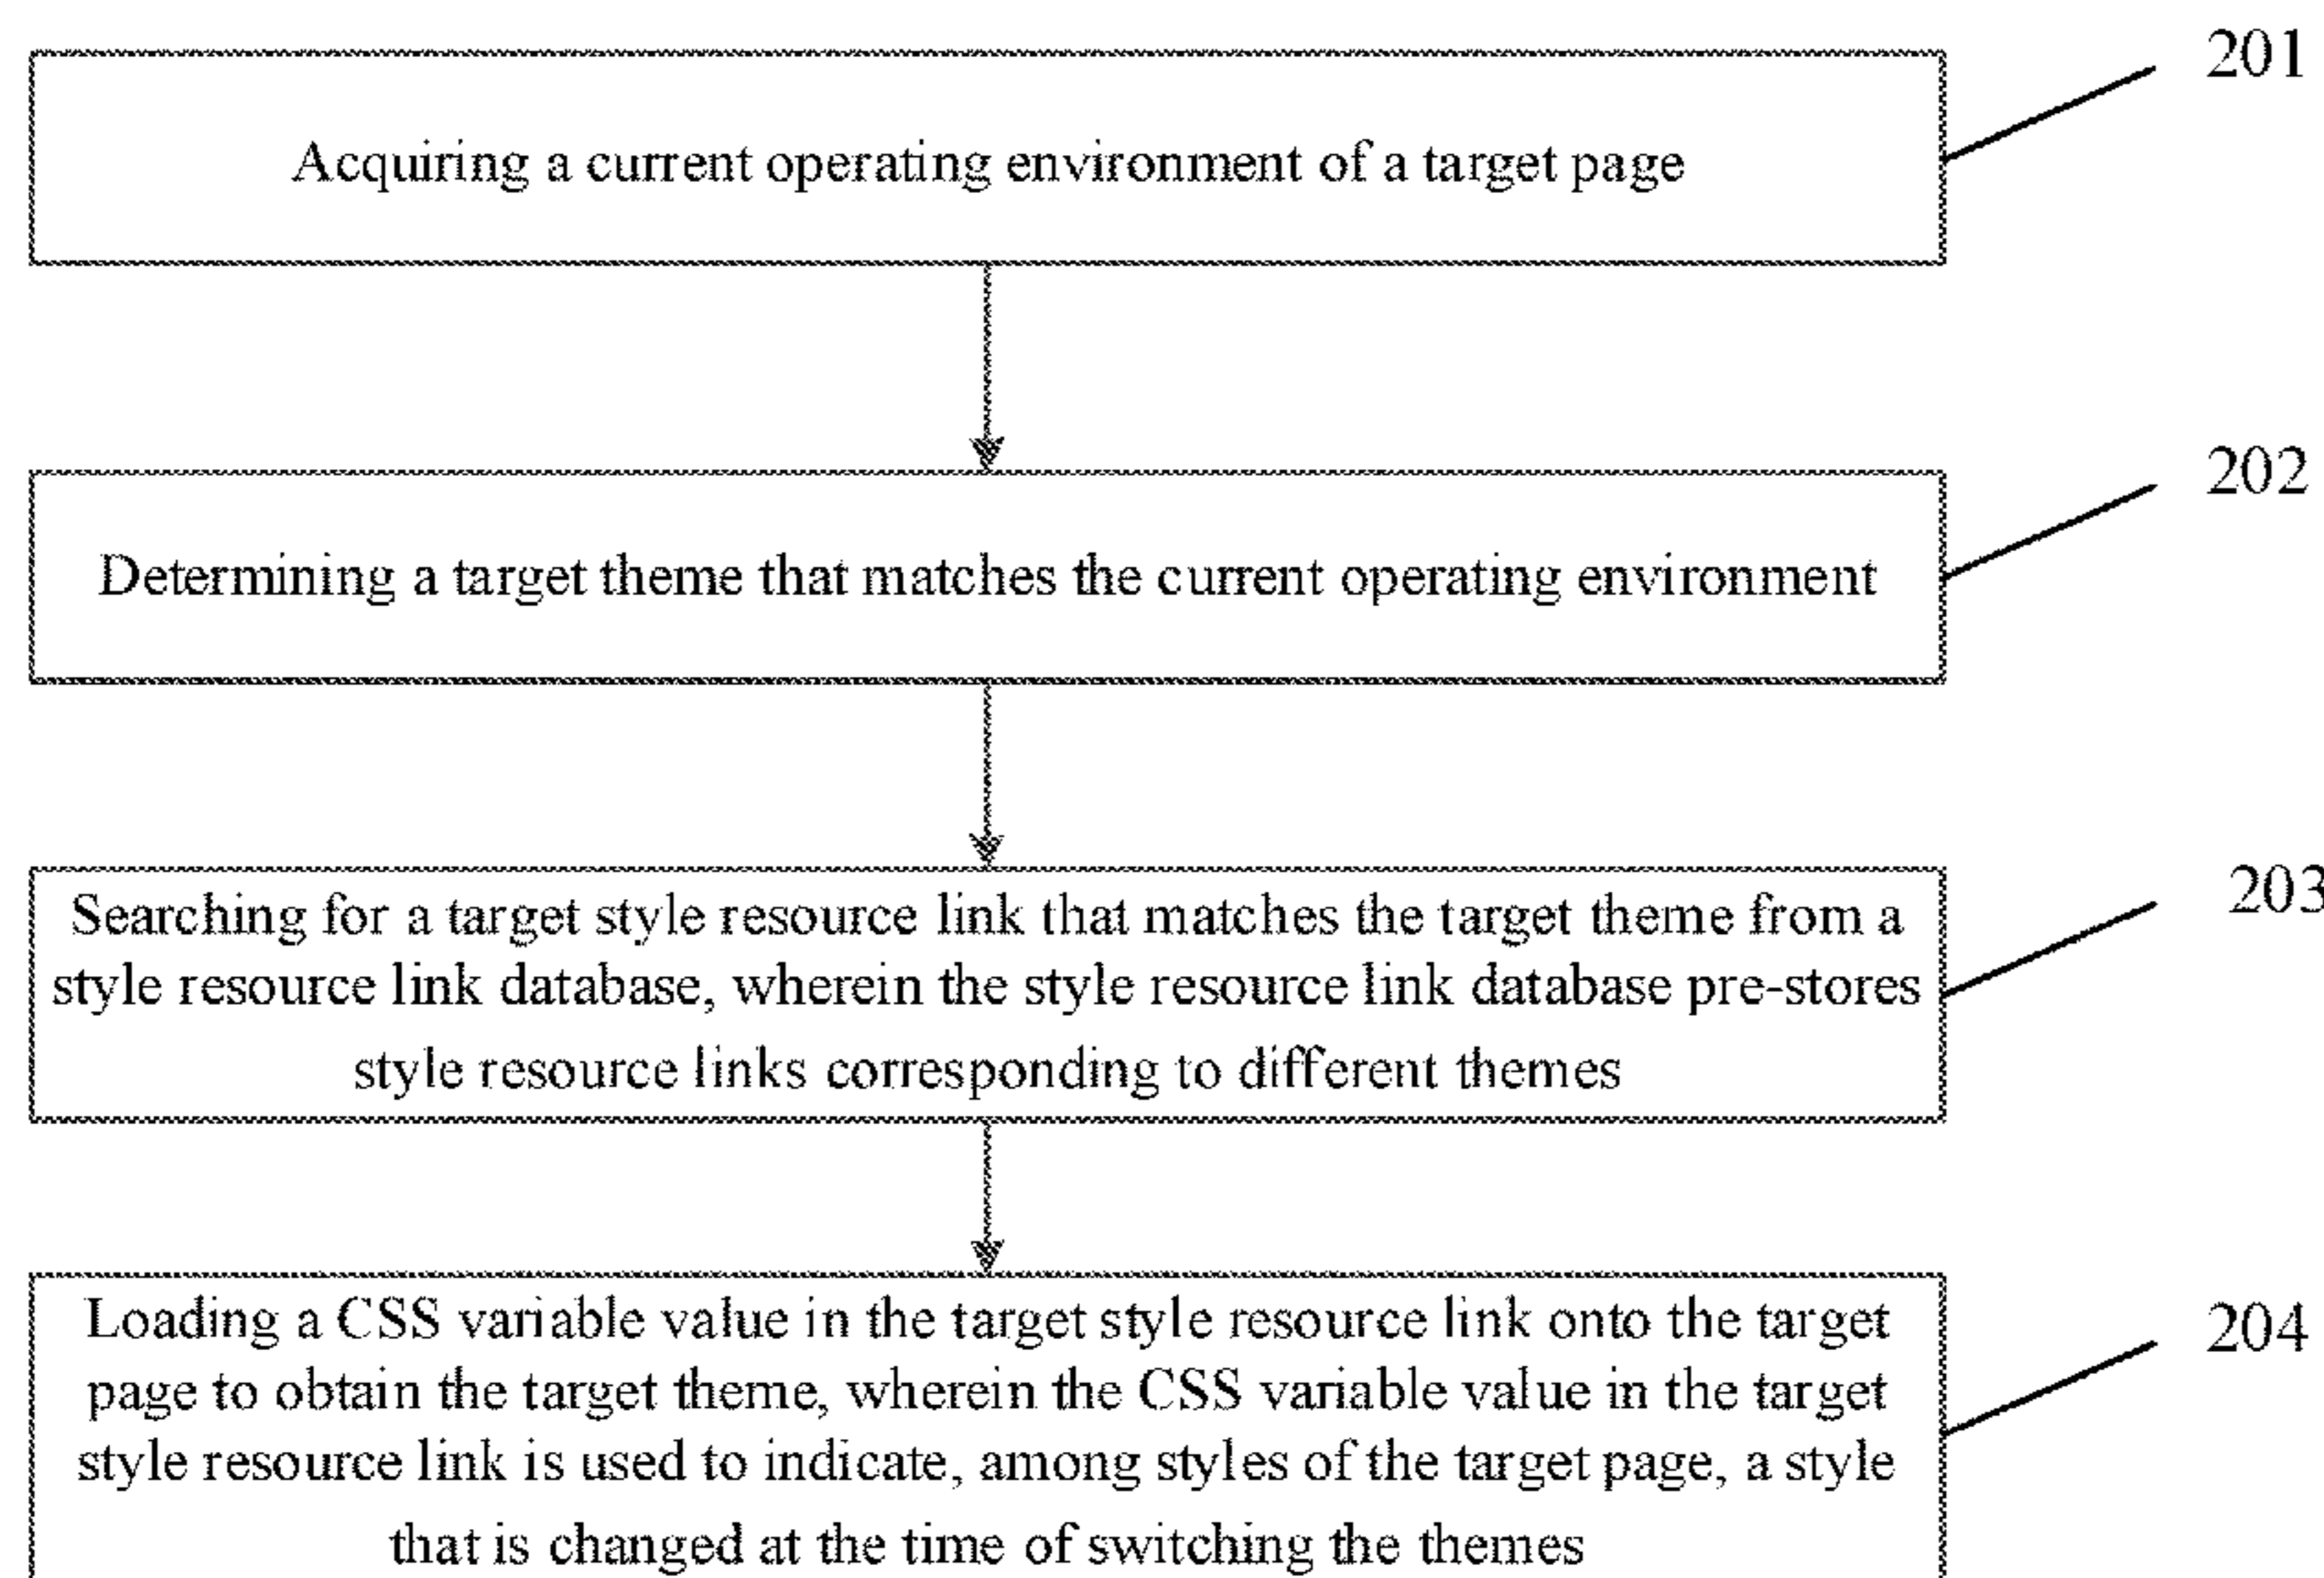 201
Acquiring a current operating environment of a target page
202
Determining a target theme that matches the current operating environment
203
Searching for a target style resource link that matches the target theme from a
style resource link database, wherein the style resource link database pre-stores
style resource links corresponding to different themes
204
Loading a CSS variable value in the target style resource link onto the target
page to obtain the target theme, wherein the CSS variable value in the target
style resource link is used to indicate, among styles of the target page, a style
that is changed at the time of switching the themes